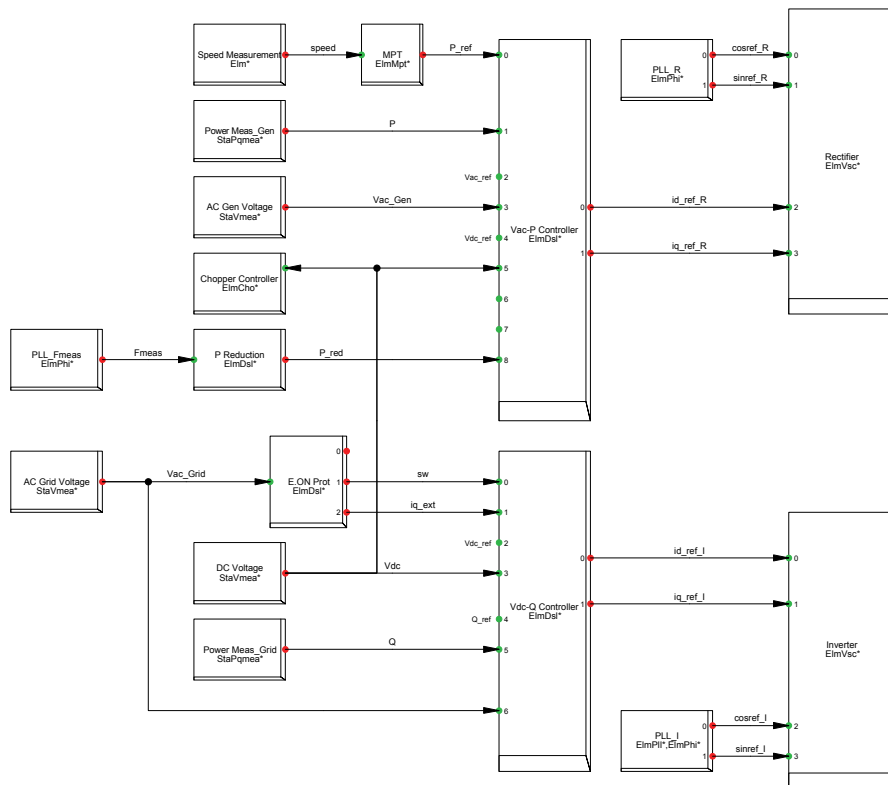 Speed Measurement
Elm*
speed
MPT
ElmMpt*
P_ref
0
PLL_R
ElmPhi*
0
cosref_R
0
1
sinref_R
1
Power Meas_Gen
StaPqmea*
P
1
Rectifier
ElmVsc*
Vac_ref
2
AC Gen Voltage
StaVmea*
Vac_Gen
3
0
id_ref_R
2
Vac-P Controller
ElmDsl*
Vdc_ref
4
1
iq_ref_R
3
Chopper Controller
ElmCho*
5
6
7
PLL_Fmeas
ElmPhi*
Fmeas
P Reduction
ElmDsl*
P_red
8
AC Grid Voltage
StaVmea*
Vac_Grid
0
E.ON Prot
ElmDsl*
1
sw
0
2
iq_ext
1
Vdc_ref
2
DC Voltage
StaVmea*
Vdc
3
0
id_ref_I
0
Vdc-Q Controller
ElmDsl*
1
iq_ref_I
1
Q_ref
4
Power Meas_Grid
StaPqmea*
Q
5
Inverter
ElmVsc*
6
PLL_I
ElmPll*,ElmPhi*
0
cosref_I
2
1
sinref_I
3